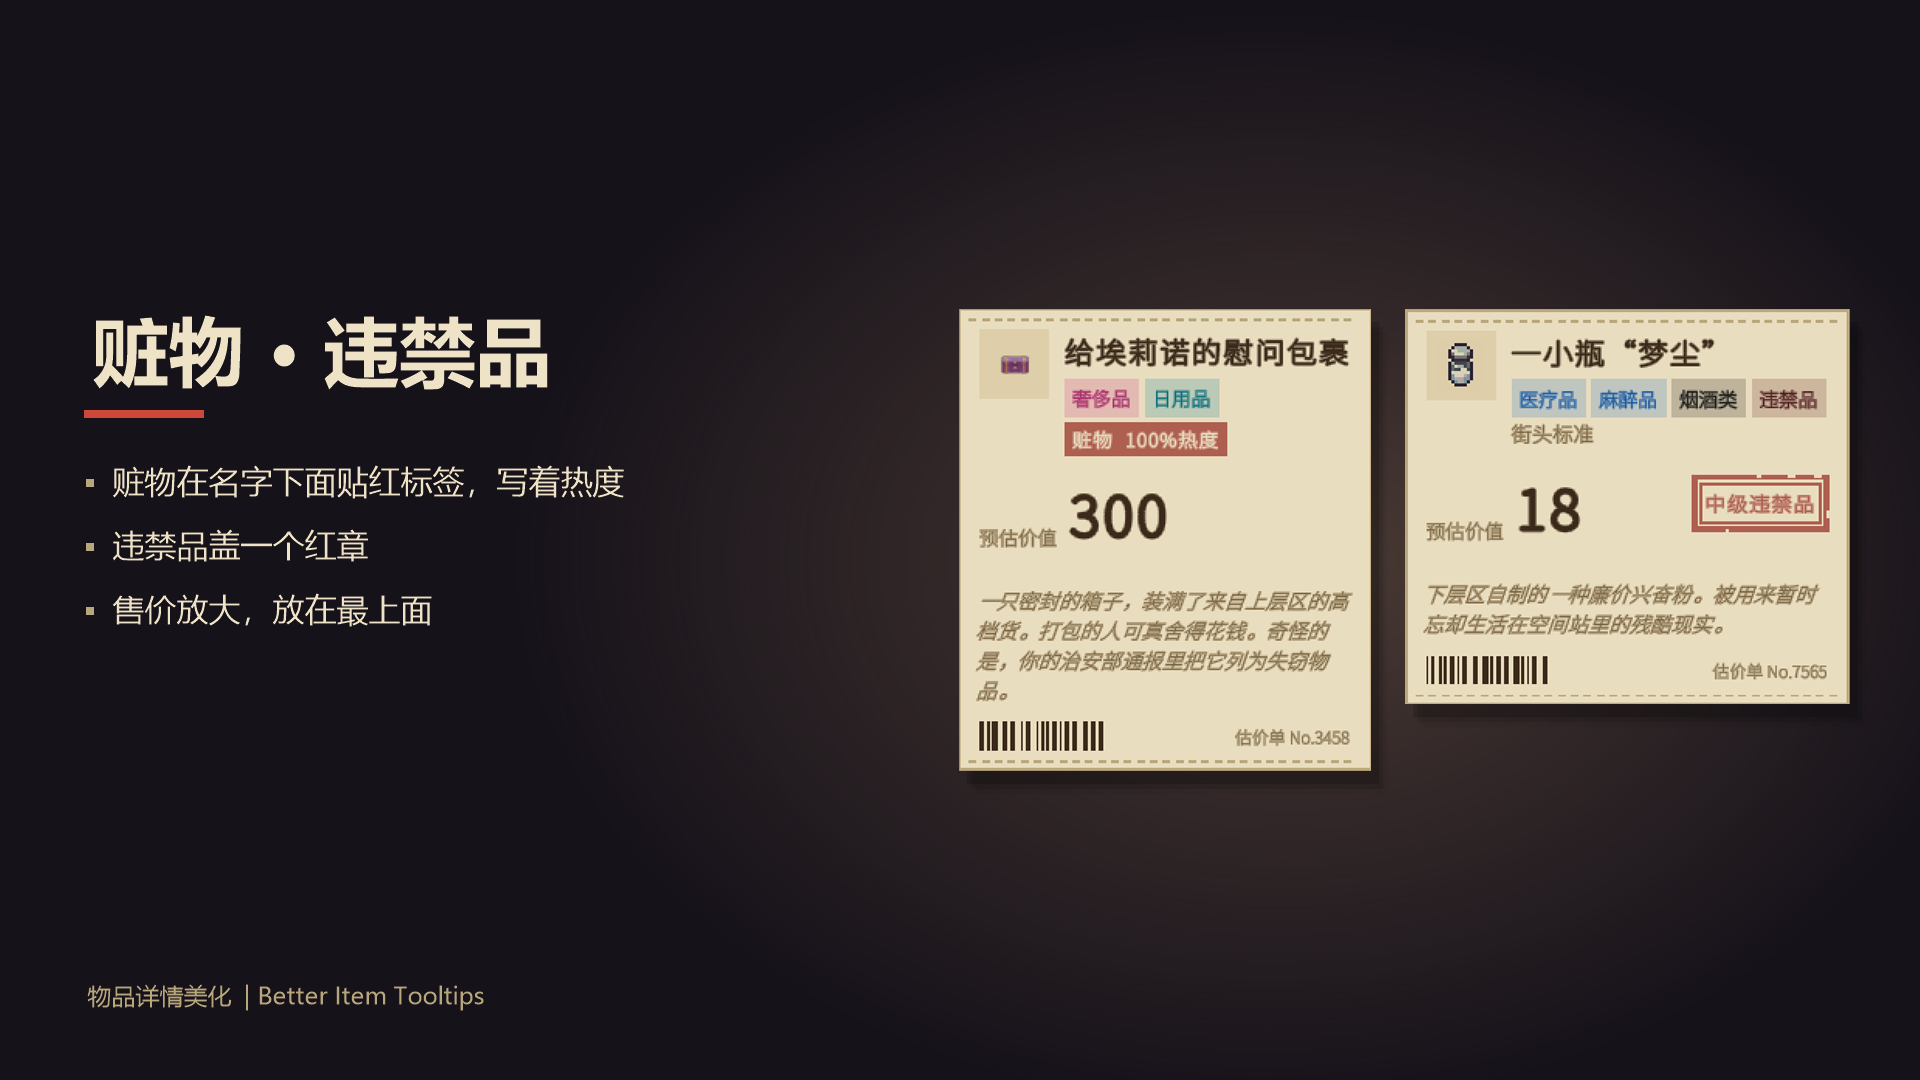 赃物・违禁品
赃物在名字下面贴红标签，写着热度
违禁品盖一个红章
售价放大，放在最上面
物品详情美化 | Better Item Tooltips
给埃莉诺的慰问包裹
奢侈品 日用品
赃物 100%热度
预估价值 300
一只密封的箱子，装满了来自上层区的高
档货。打包的人可真舍得花钱。奇怪的
是，你的治安部通报里把它列为失窃物
品。
估价单 No.3458
一小瓶“梦尘”
医疗品 麻醉品 烟酒类 违禁品
街头标准
预估价值 18
中级违禁品
下层区自制的一种廉价兴奋粉。被用来暂时
忘却生活在空间站里的残酷现实。
估价单 No.7565